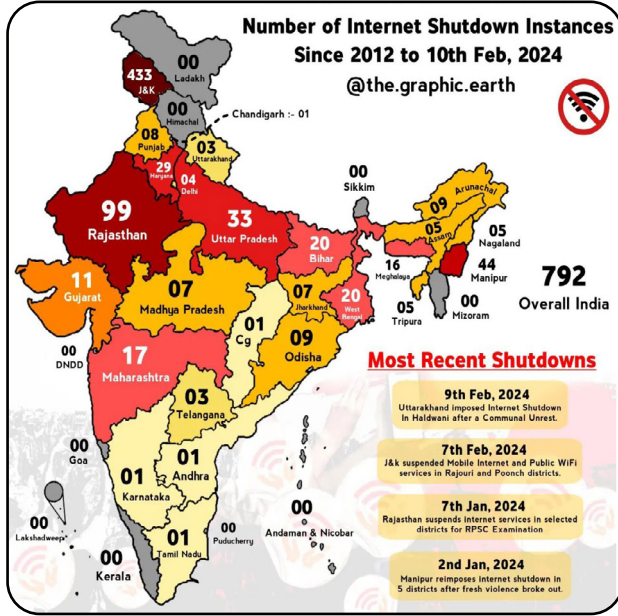 Number of Internet Shutdown Instances
Since 2012 to 10th Feb, 2024
@the.graphic.earth
00
Ladakh
433
J&K
00
Himachal
Chandigarh :- 01
08
Punjab
03
Uttarakhand
29
Haryana
04
Delhi
99
Rajasthan
33
Uttar Pradesh
00
Sikkim
09
Arunachal
05
Assam
05
Nagaland
20
Bihar
16
Meghalaya
44
Manipur
792
Overall India
11
Gujarat
07
Madhya Pradesh
07
Jharkhand
20
West
Bengal
05
Tripura
00
Mizoram
01
Cg
09
Odisha
00
DNDD
17
Maharashtra
03
Telangana
00
Goa
01
Karnataka
01
Andhra
00
Lakshadweep
00
Kerala
01
Tamil Nadu
00
Puducherry
00
Andaman & Nicobar
Most Recent Shutdowns
9th Feb, 2024
Uttarakhand imposed Internet Shutdown
in Haldwani after a Communal Unrest.
7th Feb, 2024
J&k suspended Mobile Internet and Public WiFi
services in Rajouri and Poonch districts.
7th Jan, 2024
Rajasthan suspends internet services in selected
districts for RPSC Examination
2nd Jan, 2024
Manipur reimposes internet shutdown in
5 districts after fresh violence broke out.